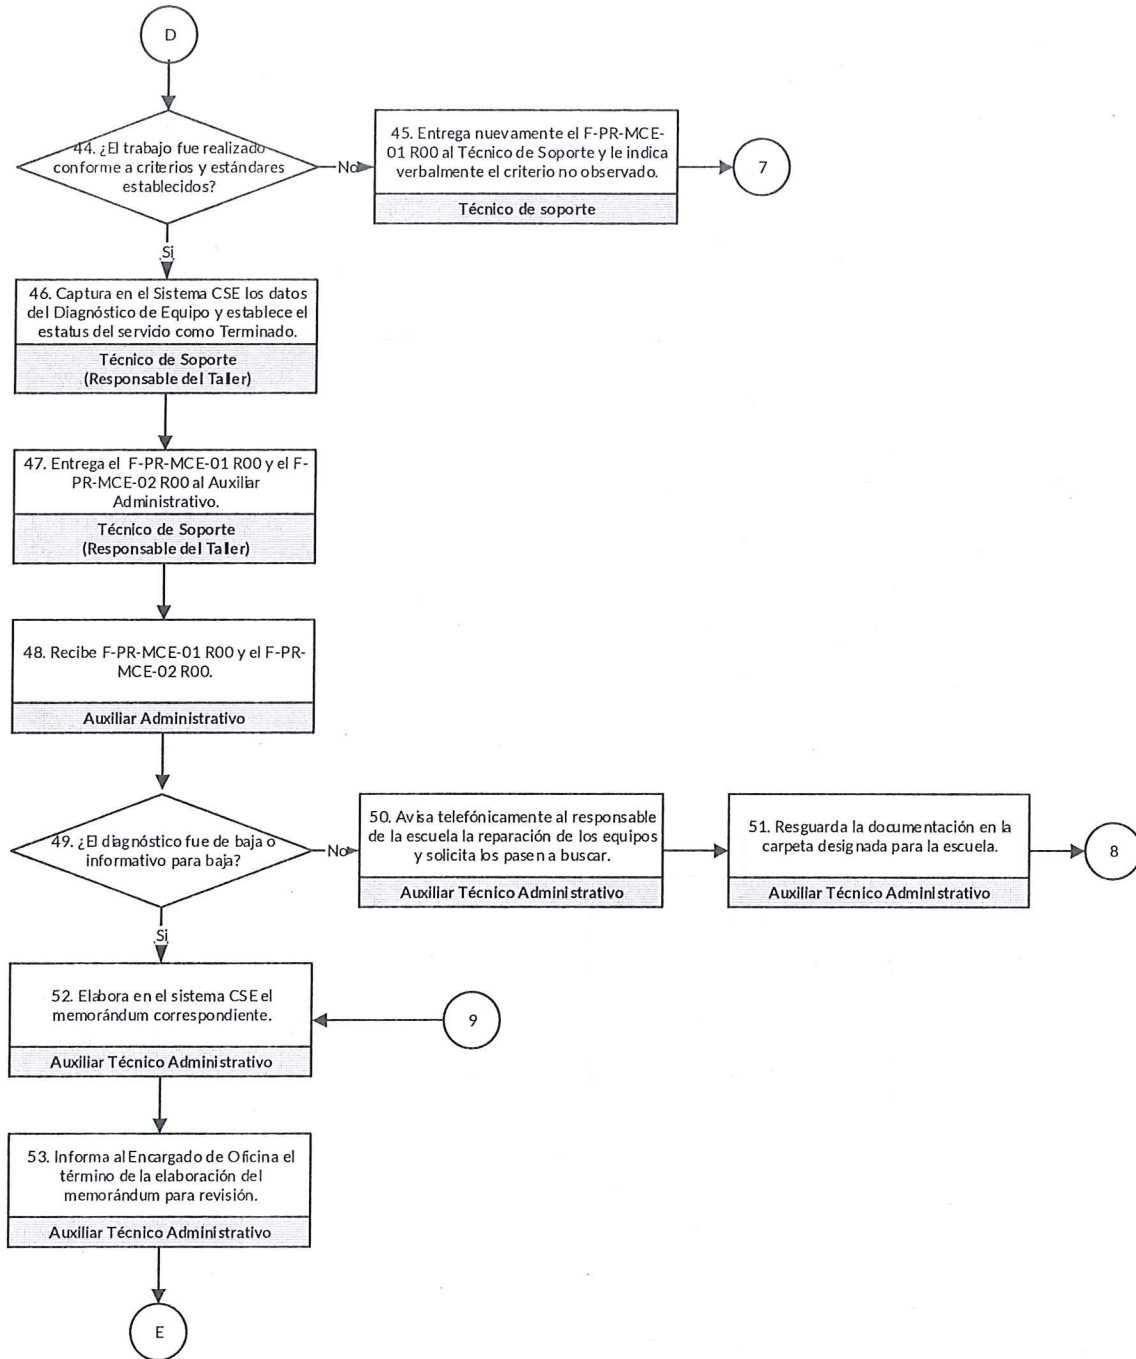 D
44. ¿El trabajo fue realizado
conforme a criterios y estándares
establecidos?
No
45. Entrega nuevamente el F-PR-MCE-
01 R00 al Técnico de Soporte y le indica
verbalmente el criterio no observado.
Técnico de soporte
7
Si
46. Captura en el Sistema CSE los datos
del Diagnóstico de Equipo y establece el
estatus del servicio como Terminado.
Técnico de Soporte
(Responsable del Taller)
47. Entrega el F-PR-MCE-01 R00 y el F-
PR-MCE-02 R00 al Auxiliar
Administrativo.
Técnico de Soporte
(Responsable del Taller)
48. Recibe F-PR-MCE-01 R00 y el F-PR-
MCE-02 R00.
Auxiliar Administrativo
49. ¿El diagnóstico fue de baja o
informativo para baja?
No
50. Avisa telefónicamente al responsable
de la escuela la reparación de los equipos
y solicita los pasen a buscar.
Auxiliar Técnico Administrativo
51. Resguarda la documentación en la
carpeta designada para la escuela.
Auxiliar Técnico Administrativo
8
Si
52. Elabora en el sistema CSE el
memorándum correspondiente.
Auxiliar Técnico Administrativo
9
53. Informa al Encargado de Oficina el
término de la elaboración del
memorándum para revisión.
Auxiliar Técnico Administrativo
E